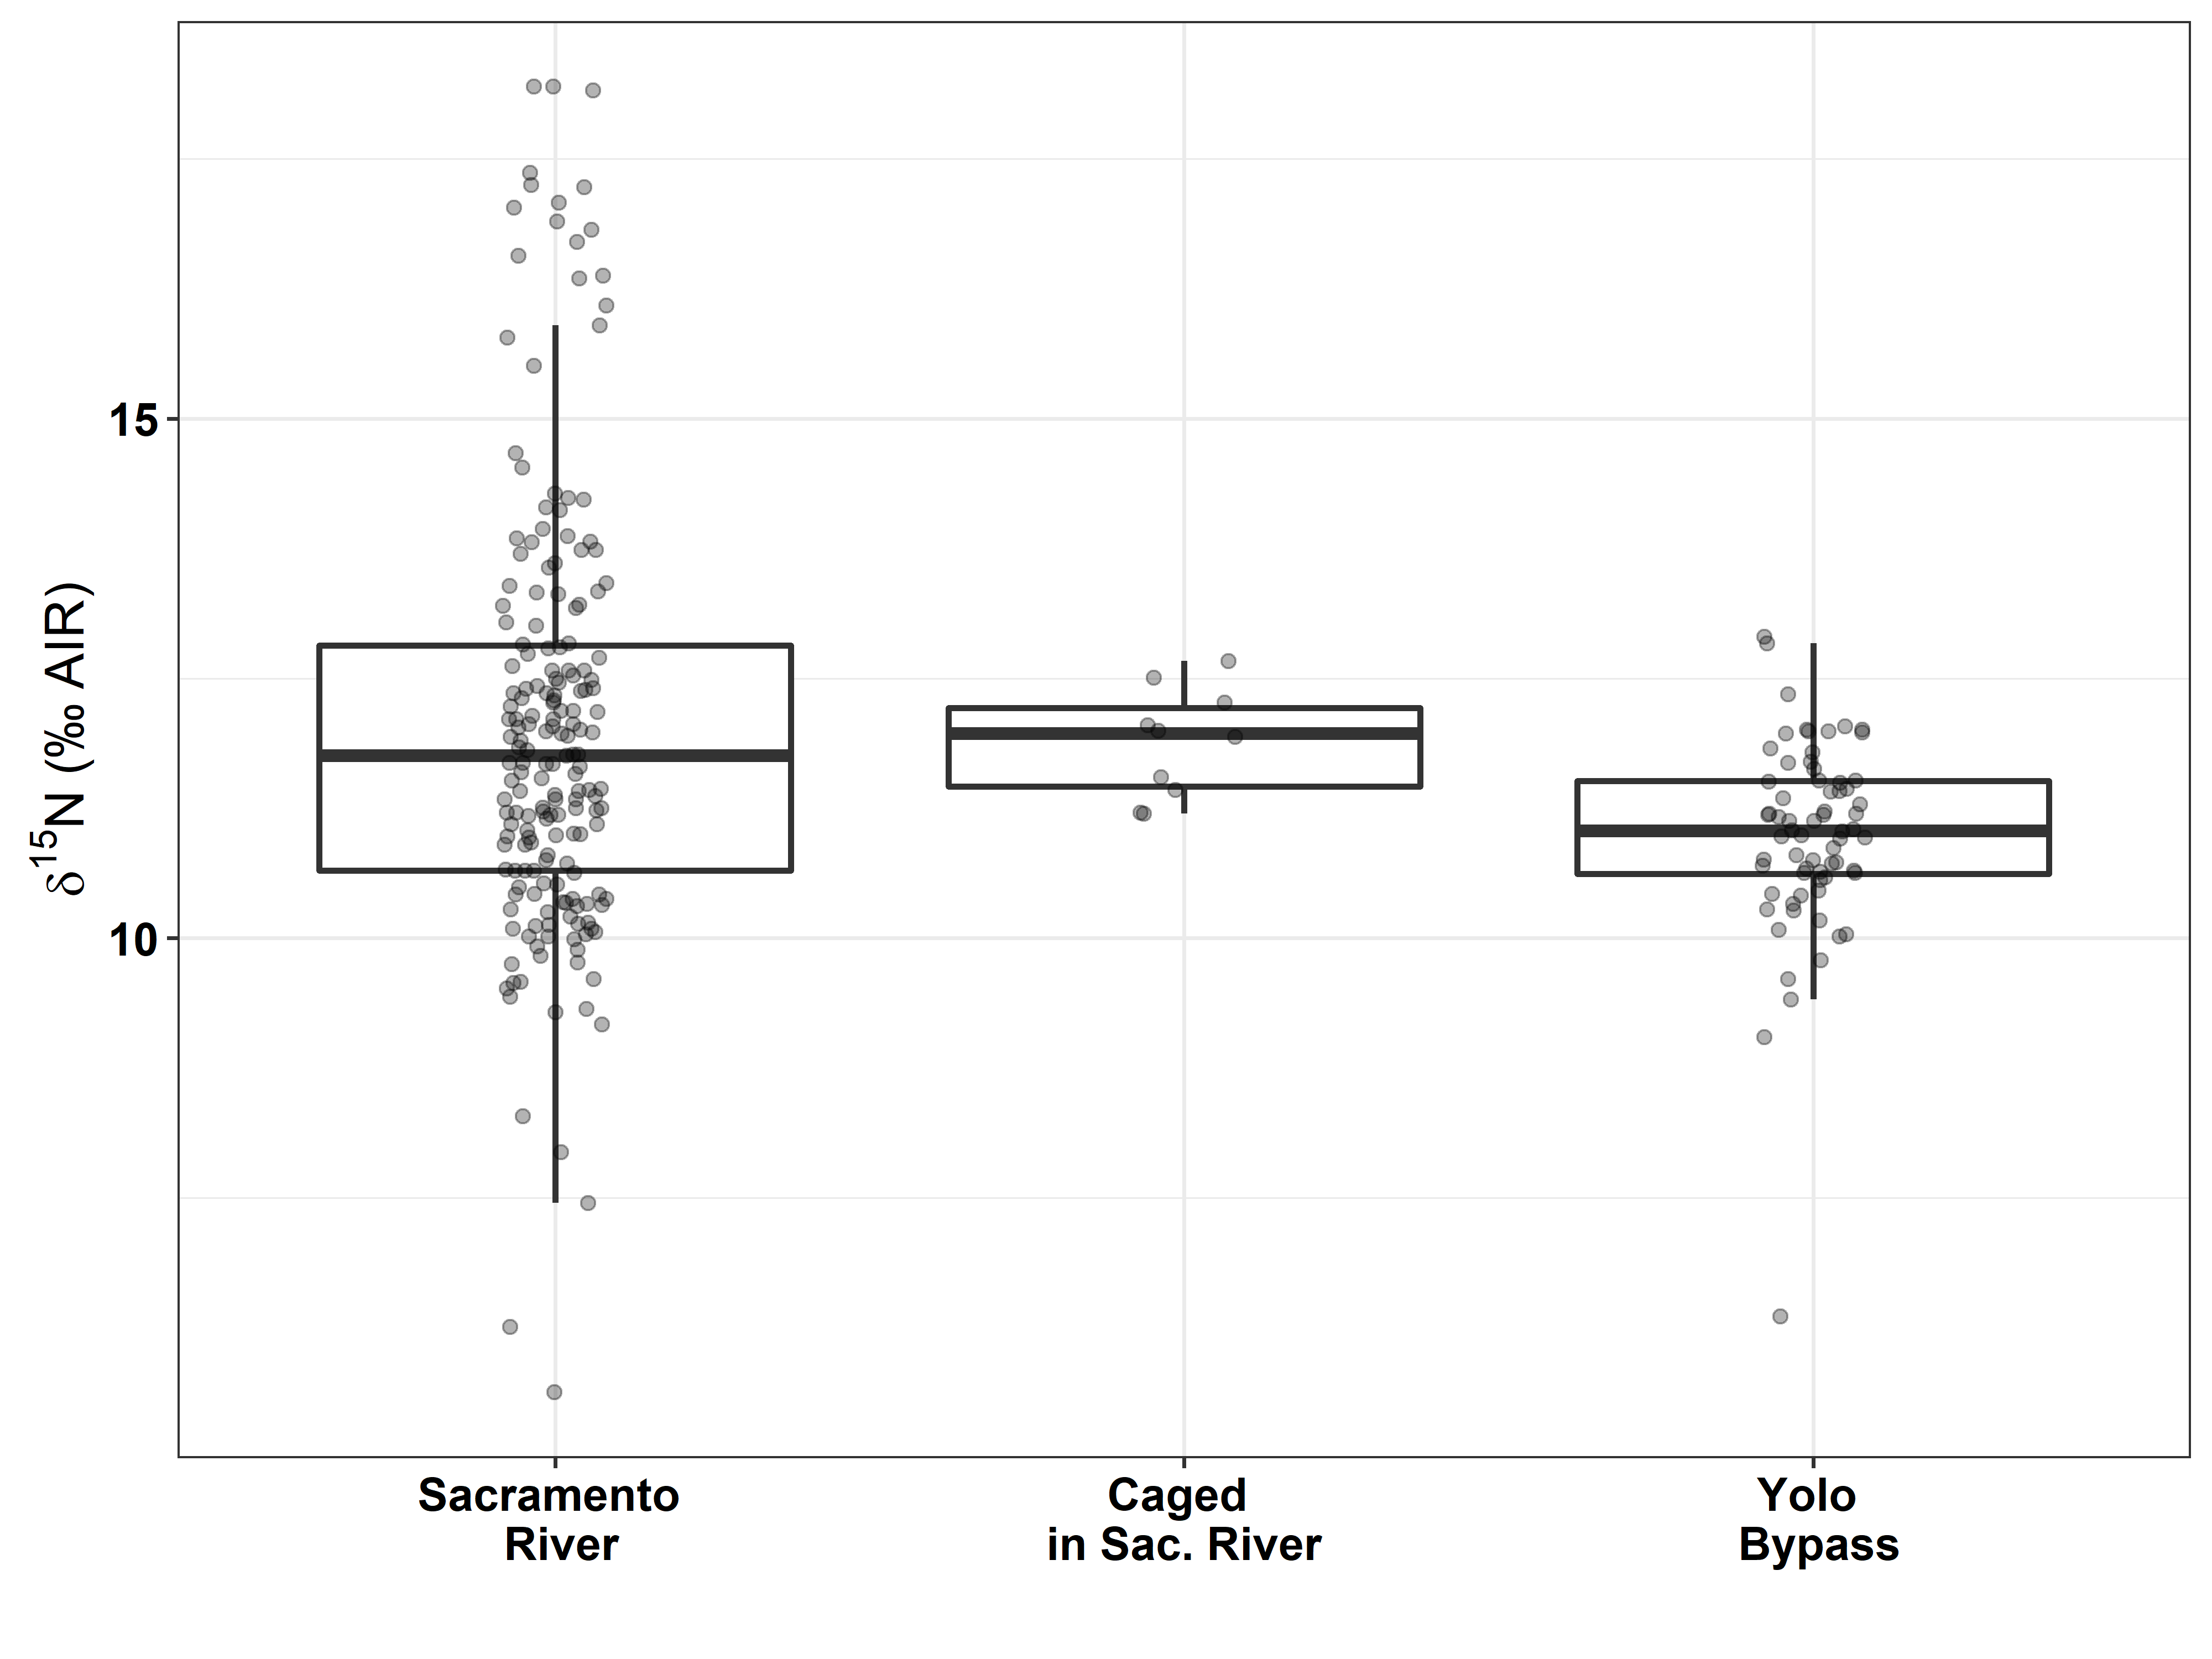 δ¹⁵N (‰ AIR)
15
10
Sacramento
River
Caged
in Sac. River
Yolo
Bypass